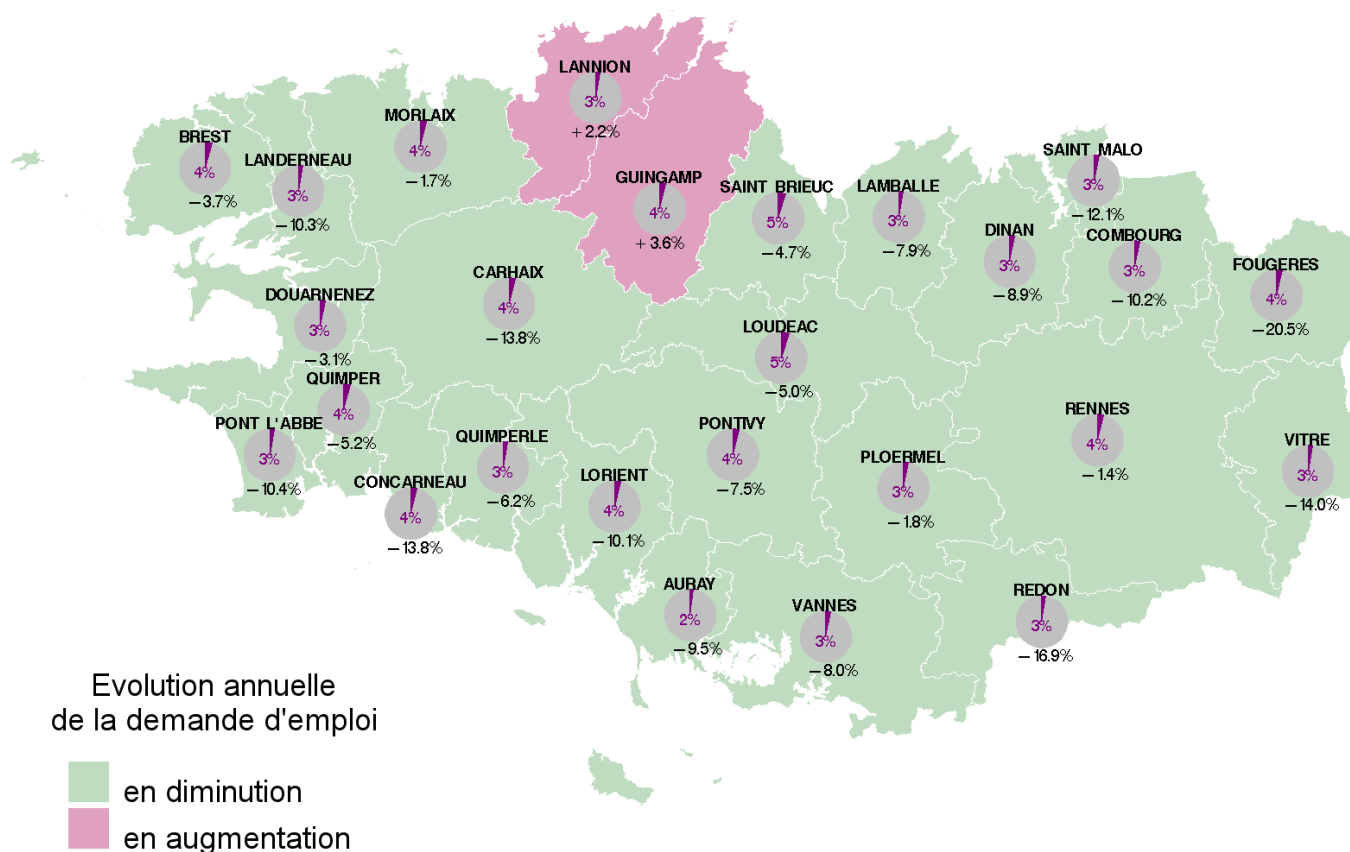 LANNION
3%
+ 2.2%
MORLAIX
4%
– 1.7%
BREST
4%
– 3.7%
LANDERNEAU
3%
– 10.3%
GUINGAMP
4%
+ 3.6%
SAINT BRIEUC
5%
– 4.7%
LAMBALLE
3%
– 7.9%
SAINT MALO
3%
– 12.1%
DINAN
3%
– 8.9%
COMBOURG
3%
– 10.2%
FOUGERES
4%
– 20.5%
CARHAIX
4%
– 13.8%
DOUARNENEZ
3%
– 3.1%
LOUDEAC
5%
– 5.0%
QUIMPER
4%
– 5.2%
PONT L'ABBE
3%
– 10.4%
QUIMPERLE
3%
– 6.2%
PONTIVY
4%
– 7.5%
RENNES
4%
– 1.4%
VITRE
3%
– 14.0%
PLOERMEL
3%
– 1.8%
CONCARNEAU
4%
– 13.8%
LORIENT
4%
– 10.1%
AURAY
2%
– 9.5%
VANNES
3%
– 8.0%
REDON
3%
– 16.9%
Evolution annuelle
de la demande d'emploi
en diminution
en augmentation